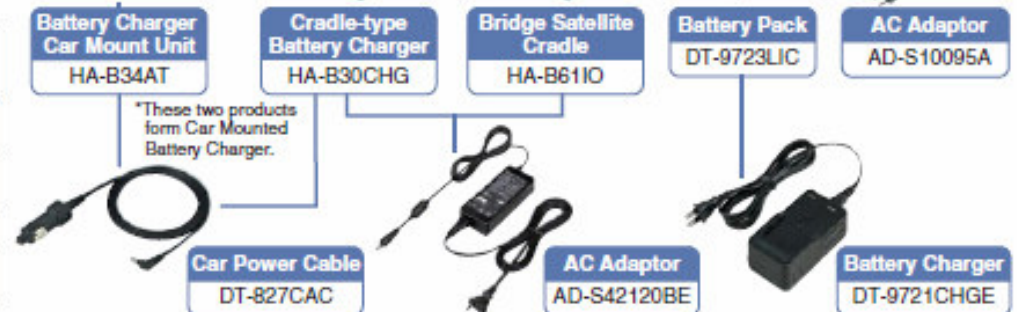 Battery Charger
Car Mount Unit
HA-B34AT
Cradle-type
Battery Charger
HA-B30CHG
Bridge Satellite
Cradle
HA-B61IO
Battery Pack
DT-9723LIC
AC Adaptor
AD-S10095A
*These two products
form Car Mounted
Battery Charger.
Car Power Cable
DT-827CAC
AC Adaptor
AD-S42120BE
Battery Charger
DT-9721CHGE